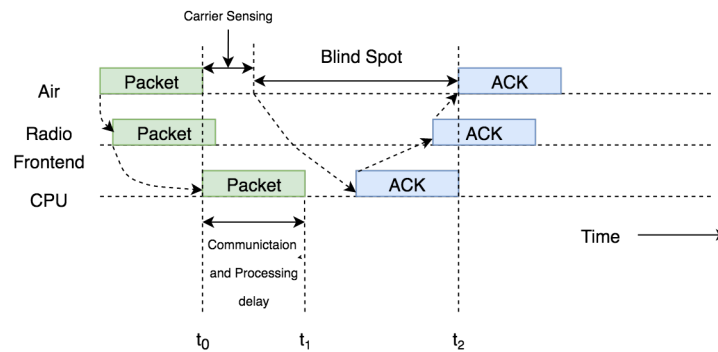 Carrier Sensing
Blind Spot
Air
Packet
ACK
Radio
Frontend
Packet
ACK
CPU
Packet
ACK
Communictaion
and Processing
delay
Time
t0
t1
t2